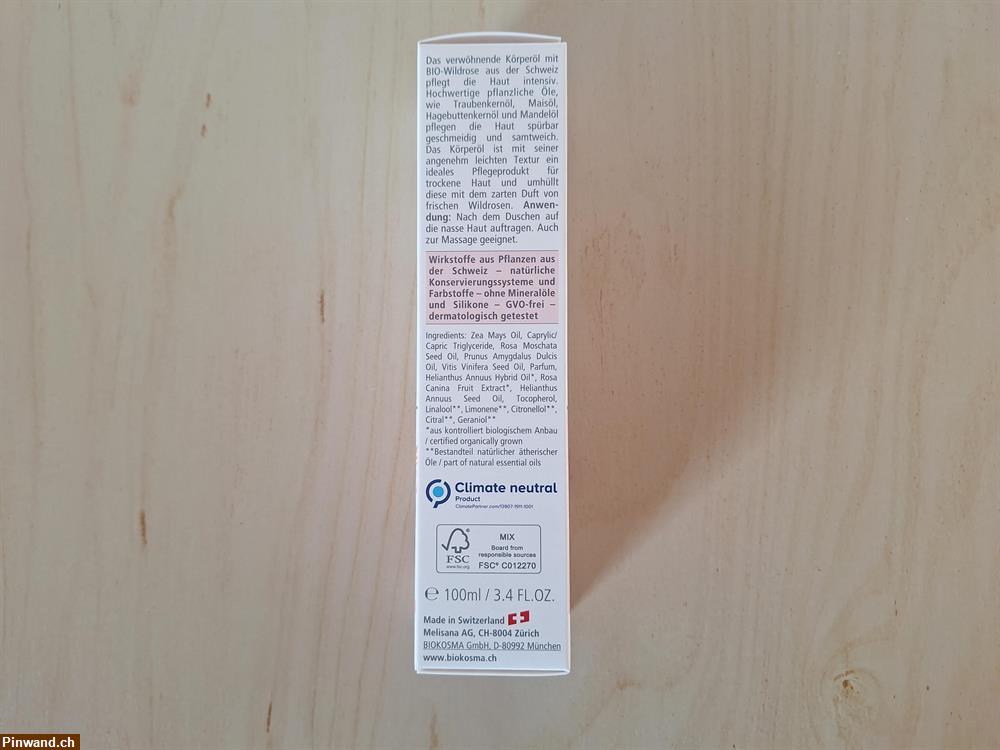 Das verwöhnende Körperöl mit
BIO-Wildrose aus der Schweiz
pflegt die Haut intensiv.
Hochwertige pflanzliche Öle,
wie Traubenkernöl, Maisöl,
Hagebuttenkernöl und Mandelöl
pflegen die Haut spürbar
geschmeidig und samtweich.
Das Körperöl ist mit seiner
angenehm leichten Textur ein
ideales Pflegeprodukt für
trockene Haut und umhüllt
diese mit dem zarten Duft von
frischen Wildrosen. Anwen-
dung: Nach dem Duschen auf
die nasse Haut auftragen. Auch
zur Massage geeignet.
Wirkstoffe aus Pflanzen aus
der Schweiz – natürliche
Konservierungssysteme und
Farbstoffe – ohne Mineralöle
und Silikone – GVO-frei –
dermatologisch getestet
Ingredients: Zea Mays Oil, Caprylic/
Capric Triglyceride, Rosa Moschata
Seed Oil, Prunus Amygdalus Dulcis
Oil, Vitis Vinifera Seed Oil, Parfum,
Helianthus Annuus Hybrid Oil*, Rosa
Canina Fruit Extract*, Helianthus
Annuus Seed Oil, Tocopherol,
Linalool**, Limonene**, Citronellol**,
Citral**, Geraniol**
*aus kontrolliert biologischem Anbau
/ certified organically grown
**Bestandteil natürlicher ätherischer
Öle / part of natural essential oils
Climate neutral
Product
ClimatePartner.com/13907-1911-1001
FSC®
www.fsc.org
MIX
Board from
responsible sources
FSC® C012270
℮ 100ml / 3.4 FL.OZ.
Made in Switzerland
Melisana AG, CH-8004 Zürich
BIOKOSMA GmbH, D-80992 München
www.biokosma.ch
Pinwand.ch